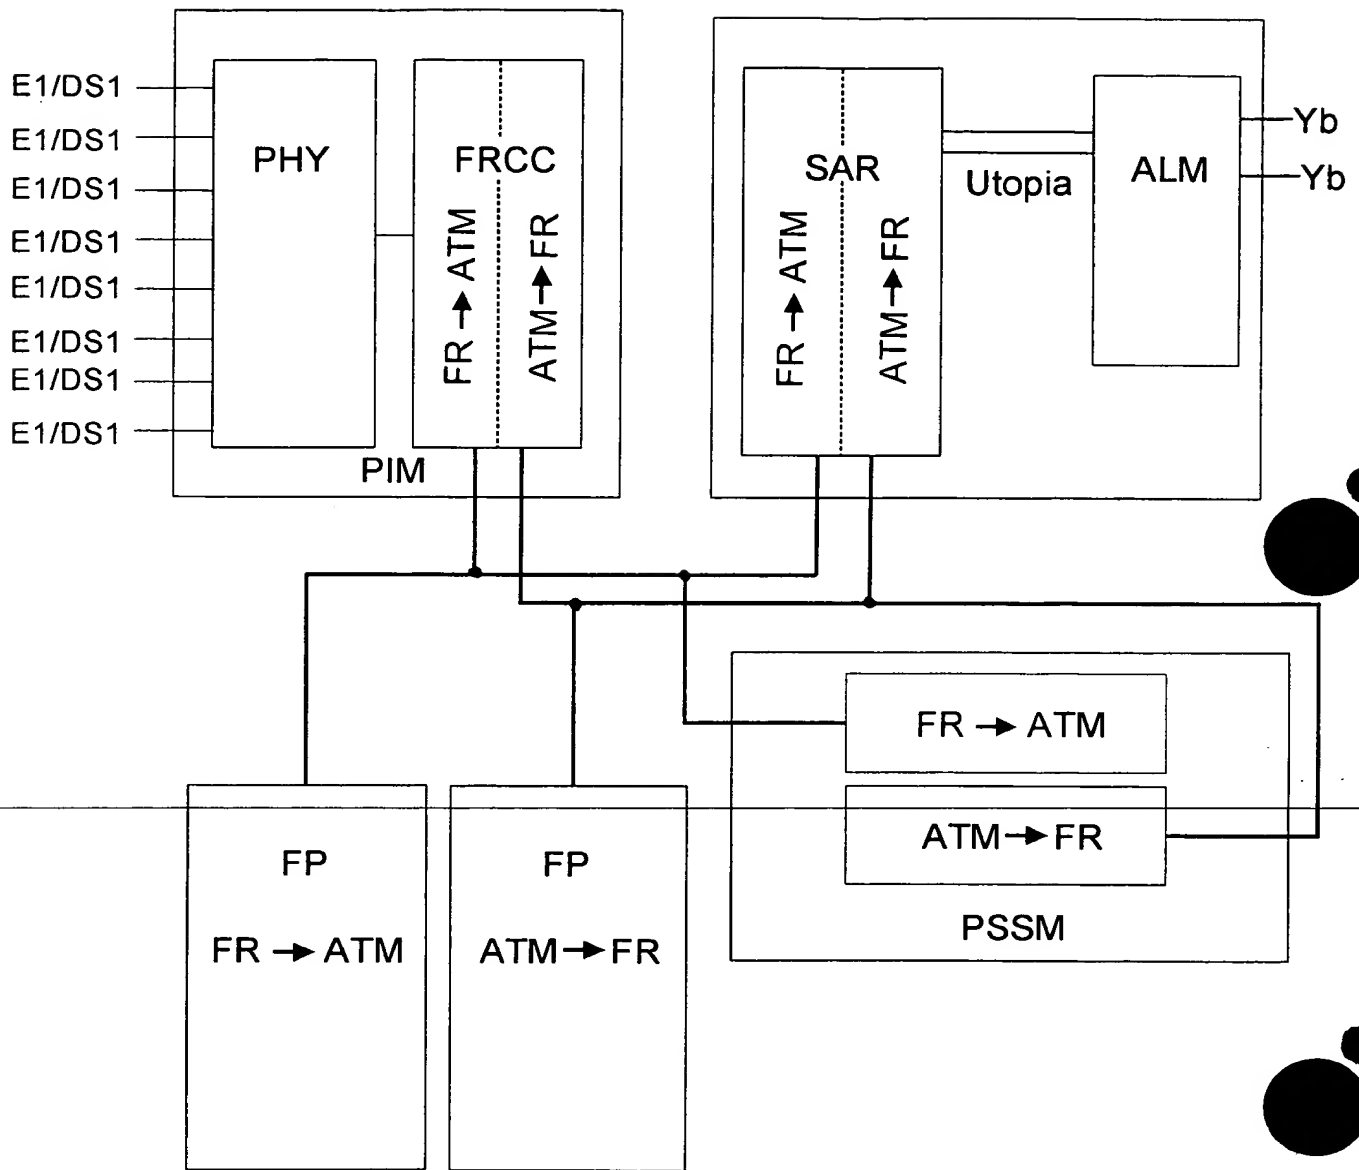 E1/DS1
E1/DS1
E1/DS1
E1/DS1
E1/DS1
E1/DS1
E1/DS1
E1/DS1
PHY
FRCC
FR → ATM
ATM → FR
PIM
SAR
FR → ATM
ATM → FR
Utopia
ALM
Yb
Yb
FR → ATM
ATM → FR
PSSM
FP
FR → ATM
FP
ATM → FR